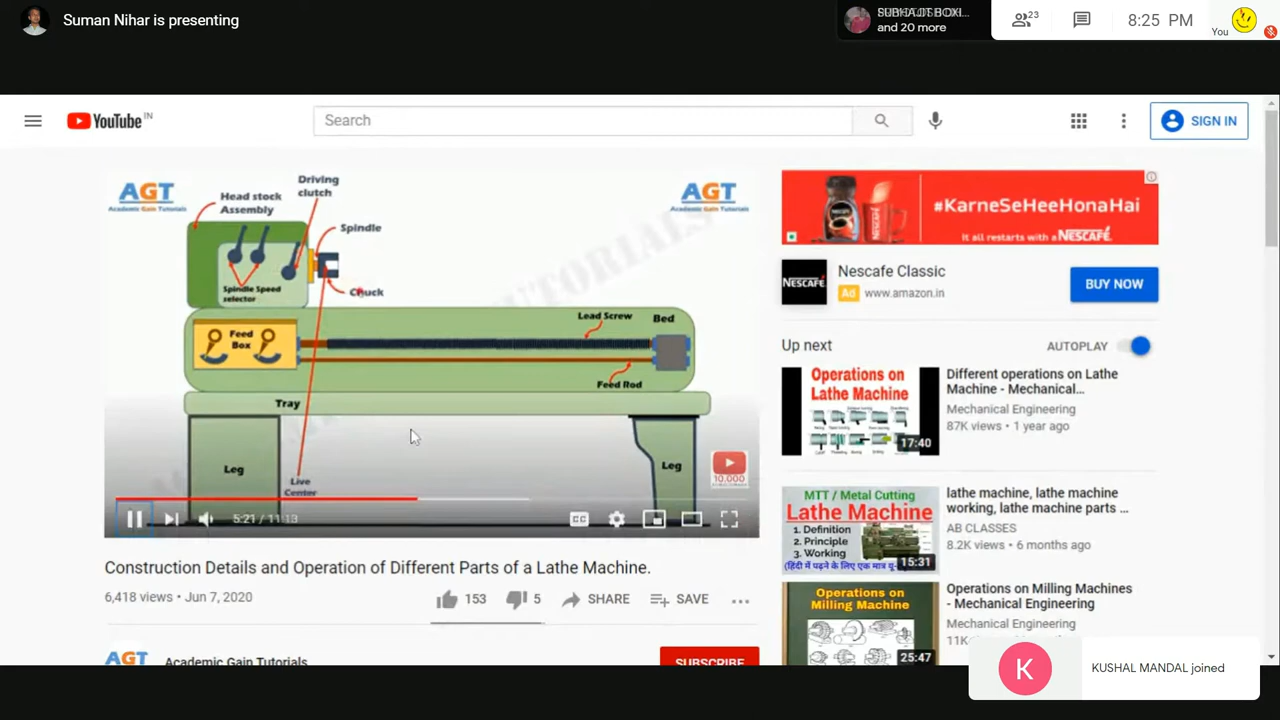 Suman Nihar is presenting
and 20 more
23
8:25 PM
You
YouTube IN
Search
SIGN IN
AGT
Academic Gain Tutorials
Head stock
Assembly
Driving
clutch
Spindle
Spindle Speed
selector
Chuck
AGT
Academic Gain Tutorials
Feed
Box
Lead Screw
Bed
Feed Rod
Tray
Leg
Live
Center
Leg
10.000
5:21 / 11:13
CC
Construction Details and Operation of Different Parts of a Lathe Machine.
6,418 views • Jun 7, 2020
153
5
SHARE
SAVE
AGT
Academic Gain Tutorials
SUBSCRIBE
NESCAFÉ
#KarneSeHeeHonaHai
It all restarts with a NESCAFÉ.
NESCAFÉ
Nescafe Classic
Ad www.amazon.in
BUY NOW
Up next
AUTOPLAY
Operations on
Lathe Machine
17:40
Different operations on Lathe
Machine - Mechanical...
Mechanical Engineering
87K views • 1 year ago
MTT / Metal Cutting
Lathe Machine
1. Definition
2. Principle
3. Working
15:31
lathe machine, lathe machine
working, lathe machine parts ...
AB CLASSES
8.2K views • 6 months ago
Operations on
Milling Machine
25:47
Operations on Milling Machines
- Mechanical Engineering
Mechanical Engineering
K
KUSHAL MANDAL joined